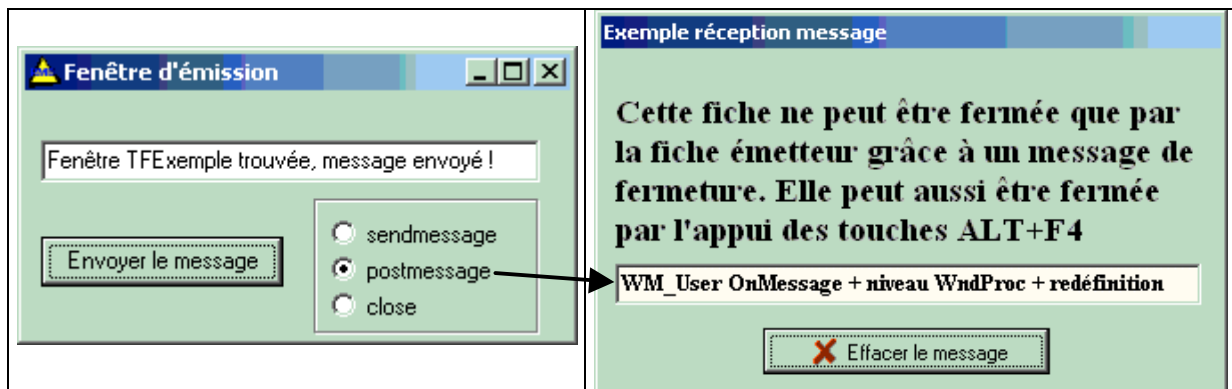 Fenêtre d'émission
Fenêtre TFExemple trouvée, message envoyé !
Envoyer le message
sendmessage
postmessage
close
Exemple réception message
Cette fiche ne peut être fermée que par
la fiche émetteur grâce à un message de
fermeture. Elle peut aussi être fermée
par l'appui des touches ALT+F4
WM_User OnMessage + niveau WndProc + redéfinition
Effacer le message